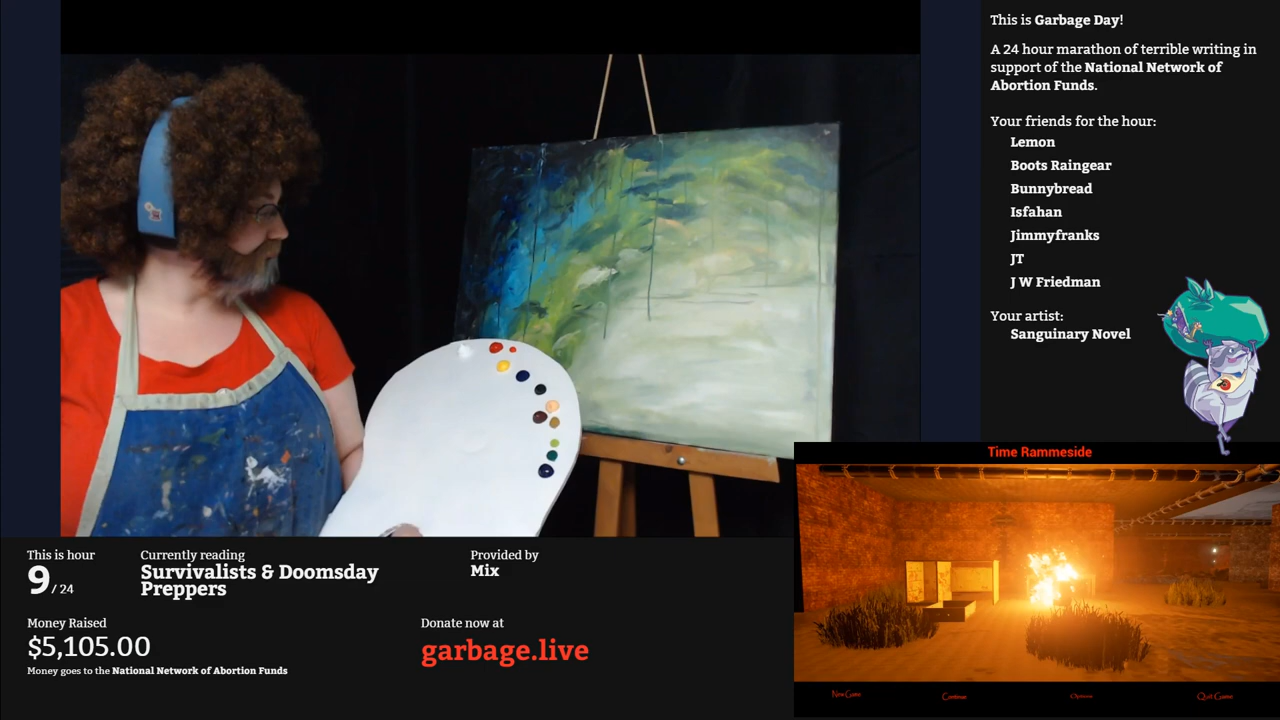 This is Garbage Day!
A 24 hour marathon of terrible writing in
support of the National Network of
Abortion Funds.
Your friends for the hour:
Lemon
Boots Raingear
Bunnybread
Isfahan
Jimmyfranks
JT
J W Friedman
Your artist:
Sanguinary Novel
Time Rammeside
New Game
Continue
Options
Quit Game
This is hour
9 / 24
Currently reading
Survivalists & Doomsday
Preppers
Provided by
Mix
Money Raised
$5,105.00
Money goes to the National Network of Abortion Funds
Donate now at
garbage.live